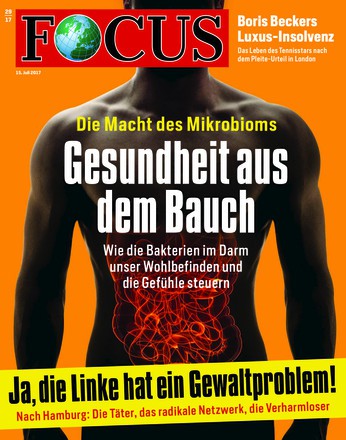 28
17
FOCUS
10. Juli 2017
Boris Beckers
Luxus-Insolvenz
Das Leben des Tennisstars nach
dem Pleite-Urteil in London
Die Macht des Mikrobioms
Gesundheit aus
dem Bauch
Wie die Bakterien im Darm
unser Wohlbefinden und
die Gefühle steuern
Ja, die Linke hat ein Gewaltproblem!
Nach Hamburg: Die Täter, das radikale Netzwerk, die Verharmloser